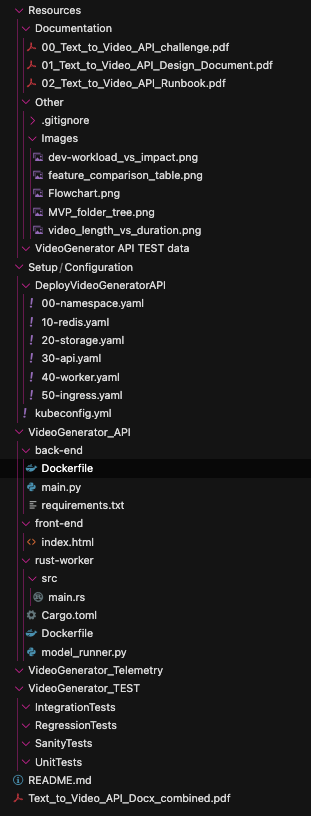 Resources
Documentation
00_Text_to_Video_API_challenge.pdf
01_Text_to_Video_API_Design_Document.pdf
02_Text_to_Video_API_Runbook.pdf
Other
.gitignore
Images
dev-workload_vs_impact.png
feature_comparison_table.png
Flowchart.png
MVP_folder_tree.png
video_length_vs_duration.png
VideoGenerator API TEST data
Setup/Configuration
DeployVideoGeneratorAPI
00-namespace.yaml
10-redis.yaml
20-storage.yaml
30-api.yaml
40-worker.yaml
50-ingress.yaml
kubeconfig.yml
VideoGenerator_API
back-end
Dockerfile
main.py
requirements.txt
front-end
index.html
rust-worker
src
main.rs
Cargo.toml
Dockerfile
model_runner.py
VideoGenerator_Telemetry
VideoGenerator_TEST
IntegrationTests
RegressionTests
SanityTests
UnitTests
README.md
Text_to_Video_API_Docx_combined.pdf